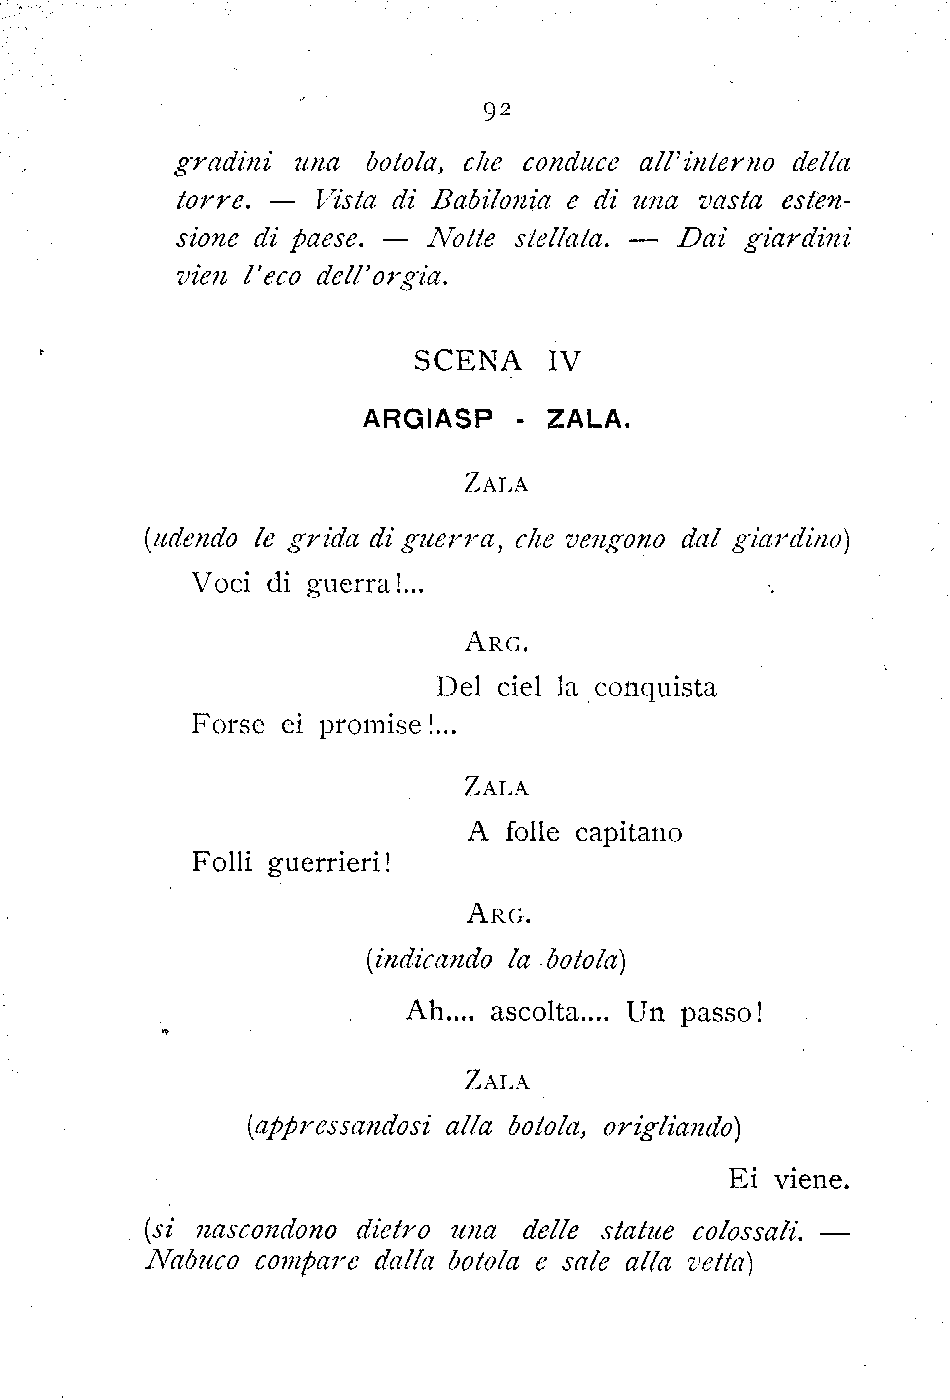 92
gradini una botola, che conduce all'interno della
torre. — Vista di Babilonia e di una vasta esten-
sione di paese. — Notte stellata. — Dai giardini
vien l'eco dell'orgia.
SCENA IV
ARGIASP - ZALA.
ZALA
(udendo le grida di guerra, che vengono dal giardino)
Voci di guerra!...
ARG.
Del ciel la conquista
Forse ei promise!...
ZALA
A folle capitano
Folli guerrieri!
ARG.
(indicando la botola)
Ah.... ascolta.... Un passo!
ZALA
(appressandosi alla botola, origliando)
Ei viene.
(si nascondono dietro una delle statue colossali. —
Nabuco compare dalla botola e sale alla vetta)